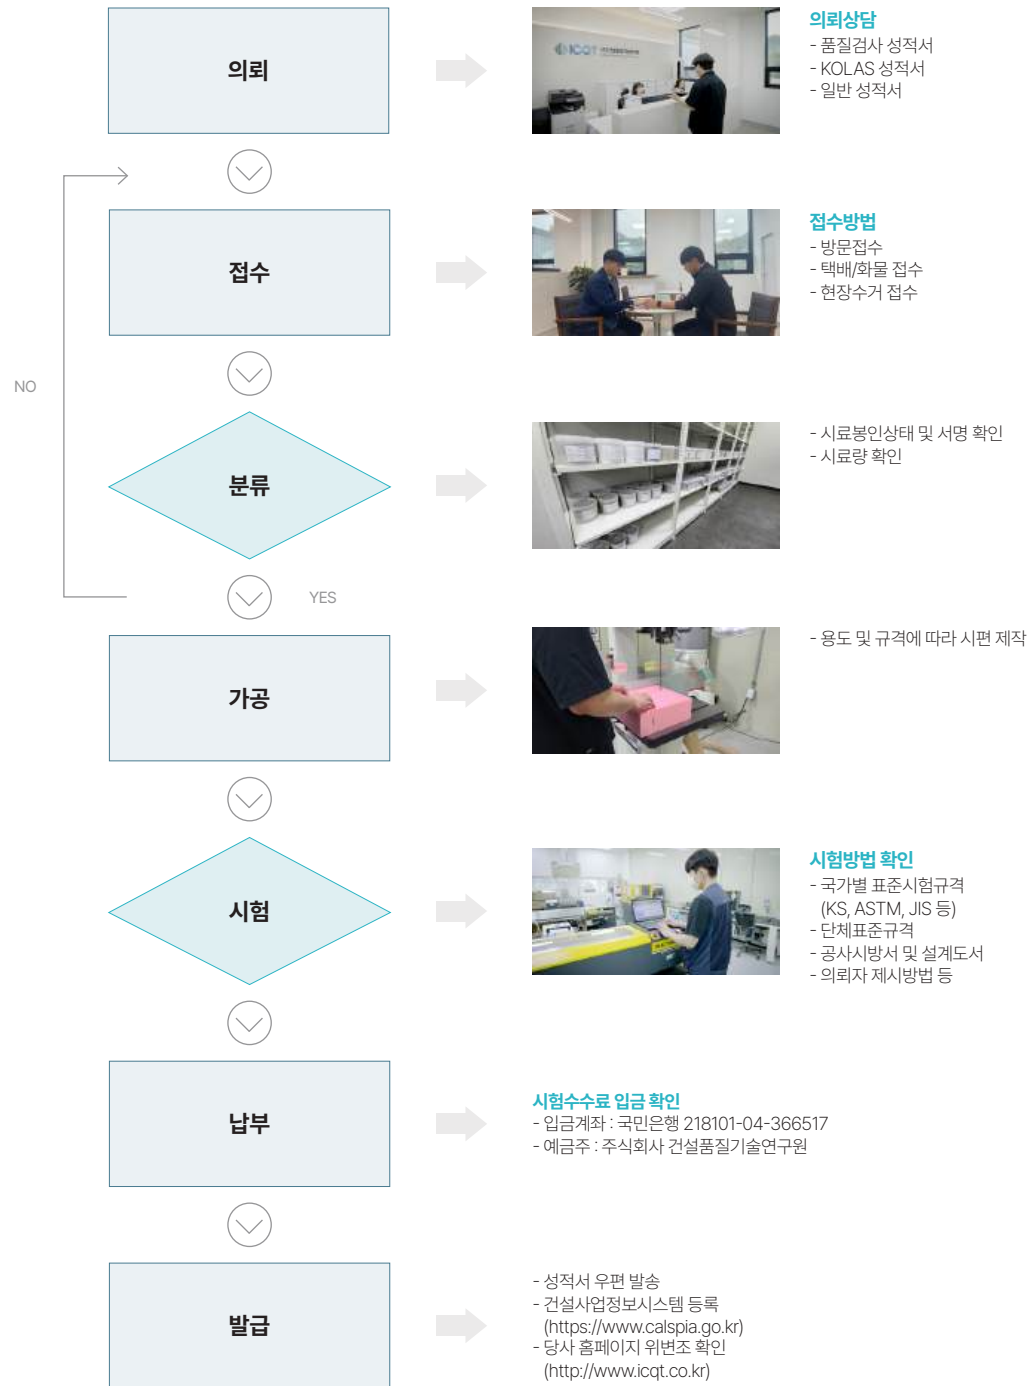 의뢰
ICQT
의뢰상담
- 품질검사 성적서
- KOLAS 성적서
- 일반 성적서
접수
접수방법
- 방문접수
- 택배/화물 접수
- 현장수거 접수
NO
분류
- 시료봉인상태 및 서명 확인
- 시료량 확인
YES
가공
- 용도 및 규격에 따라 시편 제작
시험
시험방법 확인
- 국가별 표준시험규격
(KS, ASTM, JIS 등)
- 단체표준규격
- 공사시방서 및 설계도서
- 의뢰자 제시방법 등
납부
시험수수료 입금 확인
- 입금계좌 : 국민은행 218101-04-366517
- 예금주 : 주식회사 건설품질기술연구원
발급
- 성적서 우편 발송
- 건설사업정보시스템 등록
(https://www.calspia.go.kr)
- 당사 홈페이지 위변조 확인
(http://www.icqt.co.kr)